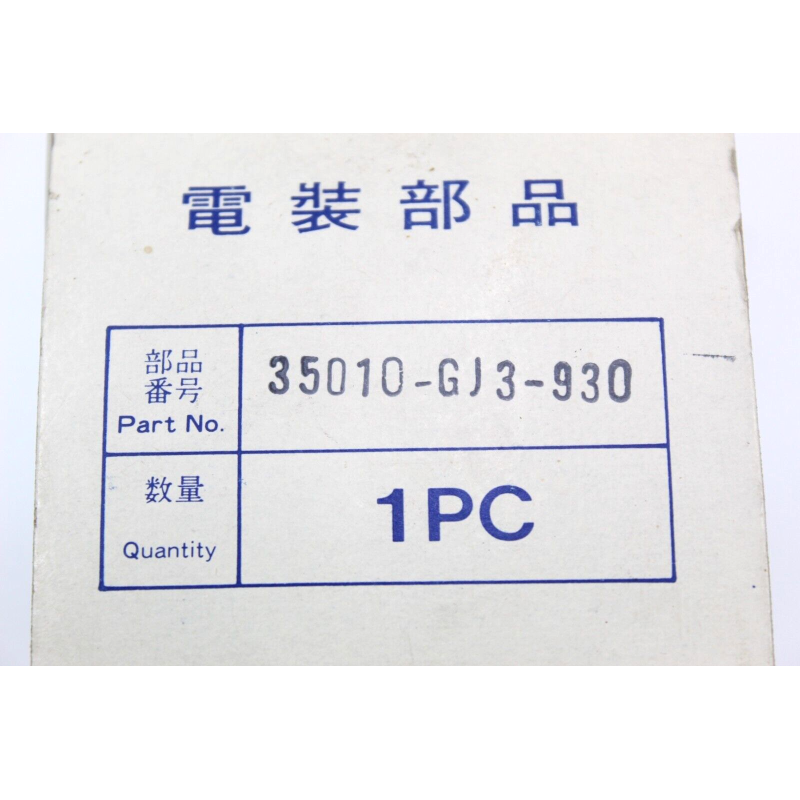 電装部品
部品
番号
Part No.
35010-GJ3-930
数量
Quantity
1PC